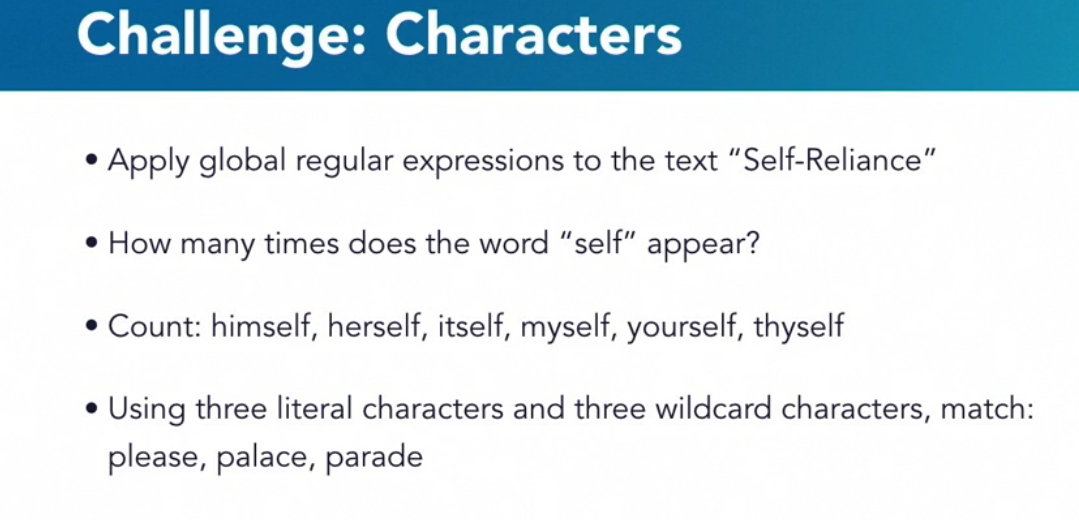 Challenge: Characters
• Apply global regular expressions to the text “Self-Reliance”
• How many times does the word “self” appear?
• Count: himself, herself, itself, myself, yourself, thyself
• Using three literal characters and three wildcard characters, match:
please, palace, parade